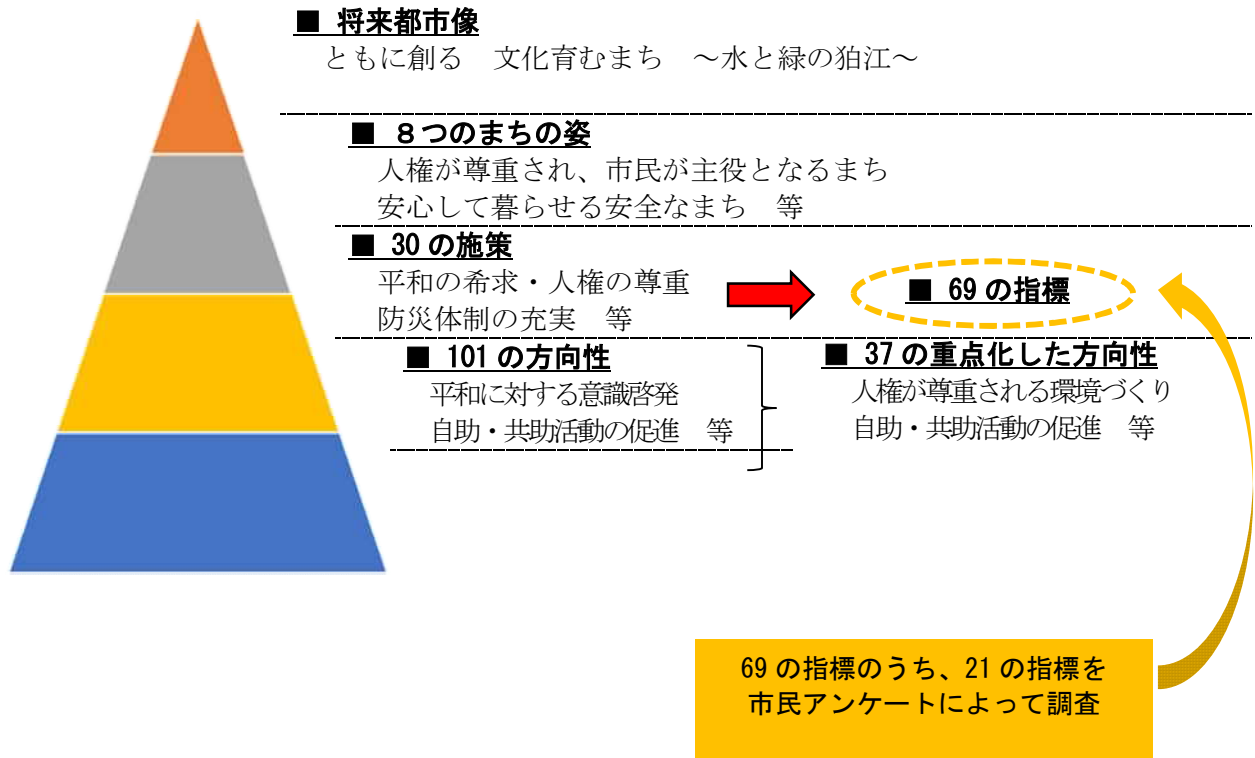 ■ 将来都市像
ともに創る　文化育むまち　～水と緑の狛江～
■ ８つのまちの姿
人権が尊重され、市民が主役となるまち
安心して暮らせる安全なまち　等
■ 30 の施策
平和の希求・人権の尊重
防災体制の充実　等
■ 69 の指標
■ 101 の方向性
平和に対する意識啓発
自助・共助活動の促進　等
■ 37 の重点化した方向性
人権が尊重される環境づくり
自助・共助活動の促進　等
69 の指標のうち、21 の指標を
市民アンケートによって調査